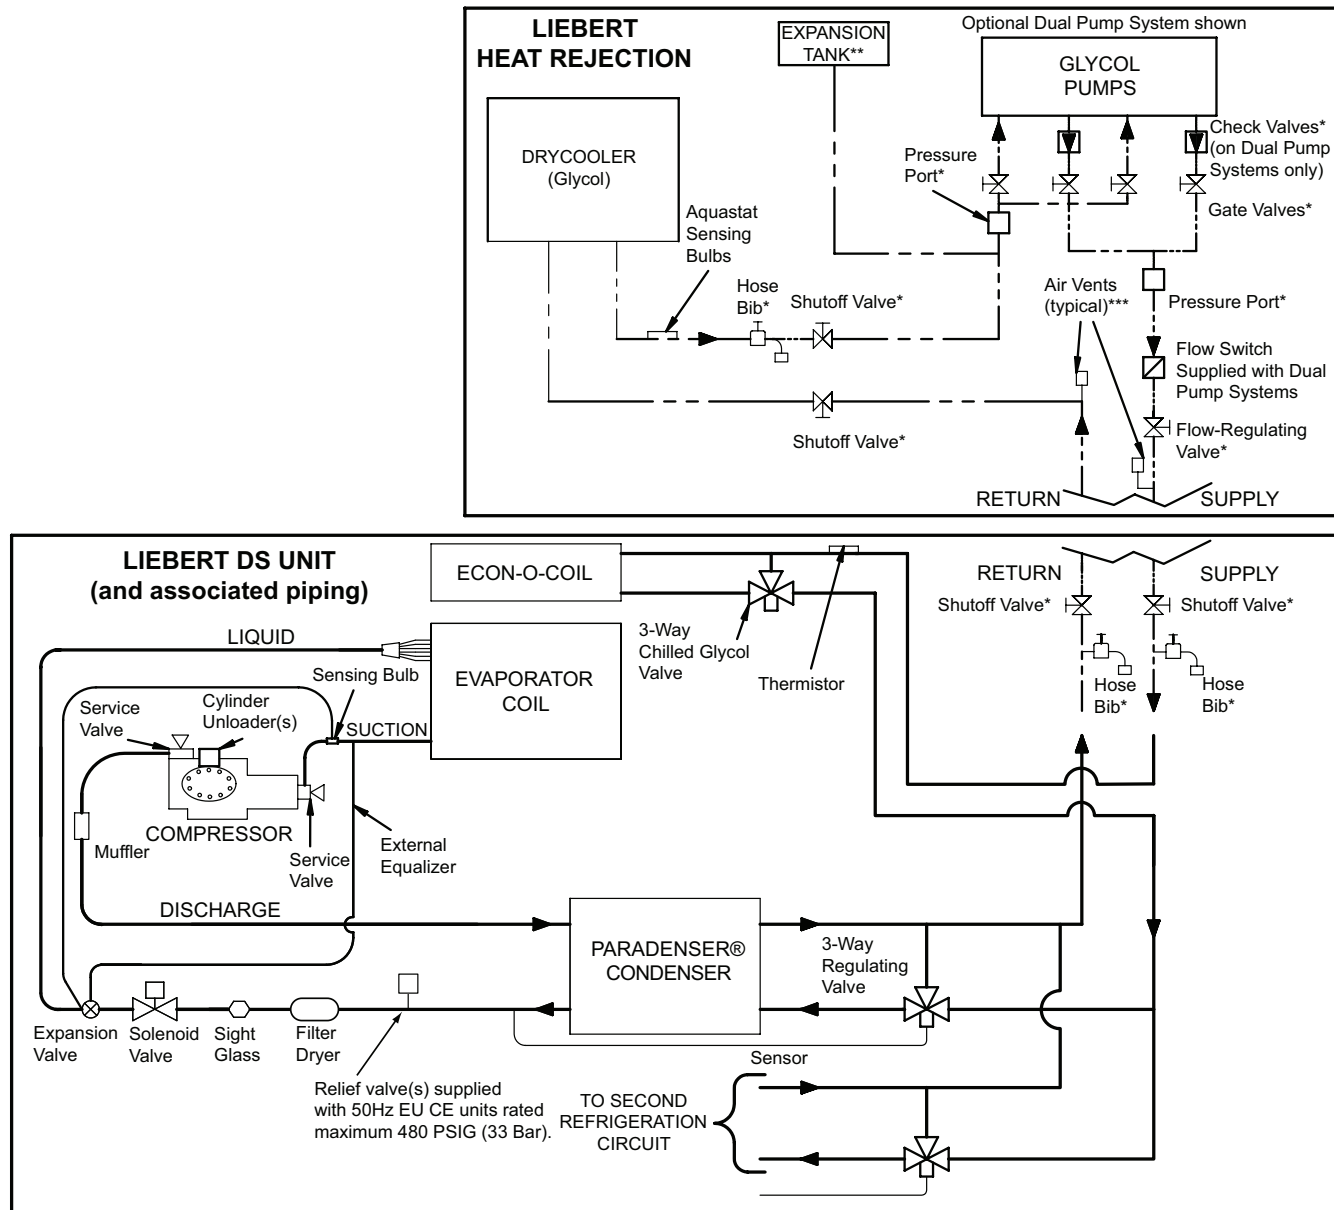 LIEBERT
HEAT REJECTION
EXPANSION
TANK**
Optional Dual Pump System shown
GLYCOL
PUMPS
DRYCOOLER
(Glycol)
Pressure
Port*
Check Valves*
(on Dual Pump
Systems only)
Gate Valves*
Aquastat
Sensing
Bulbs
Hose
Bib*
Shutoff Valve*
Air Vents
(typical)***
Pressure Port*
Flow Switch
Supplied with Dual
Pump Systems
Shutoff Valve*
Flow-Regulating
Valve*
RETURN
SUPPLY
LIEBERT DS UNIT
(and associated piping)
ECON-O-COIL
RETURN
SUPPLY
Shutoff Valve*
Shutoff Valve*
3-Way
Chilled Glycol
Valve
Thermistor
Hose
Bib*
Hose
Bib*
LIQUID
Sensing Bulb
EVAPORATOR
COIL
Service
Valve
Cylinder
Unloader(s)
SUCTION
COMPRESSOR
Muffler
Service
Valve
External
Equalizer
DISCHARGE
PARADENSER®
CONDENSER
3-Way
Regulating
Valve
Expansion
Valve
Solenoid
Valve
Sight
Glass
Filter
Dryer
Sensor
Relief valve(s) supplied
with 50Hz EU CE units rated
maximum 480 PSIG (33 Bar).
TO SECOND
REFRIGERATION
CIRCUIT